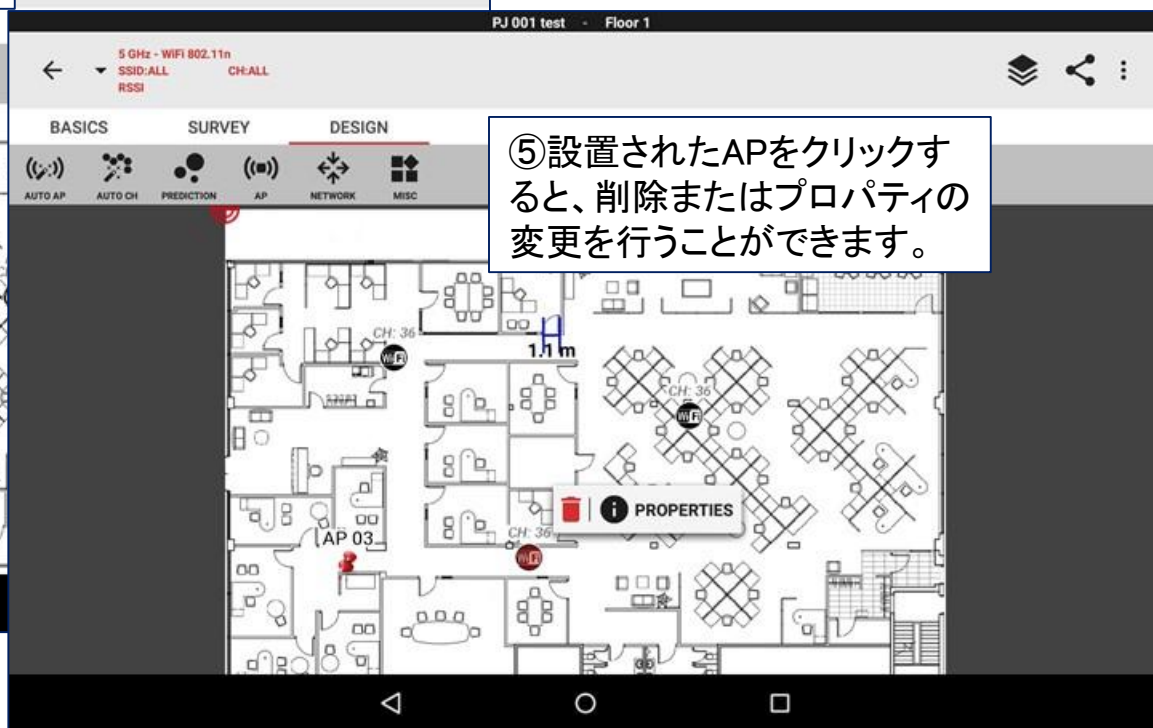 PJ 001 test - Floor 1
5 GHz - WiFi 802.11n
SSID:ALL CH:ALL
RSSI
BASICS SURVEY DESIGN
AUTO AP AUTO CH PREDICTION AP NETWORK MISC
⑤設置されたAPをクリックす
ると、削除またはプロパティの
変更を行うことができます。
CH: 36
WiFi
1.1 m
CH: 36
WiFi
PROPERTIES
CH: 36
WiFi
AP 03